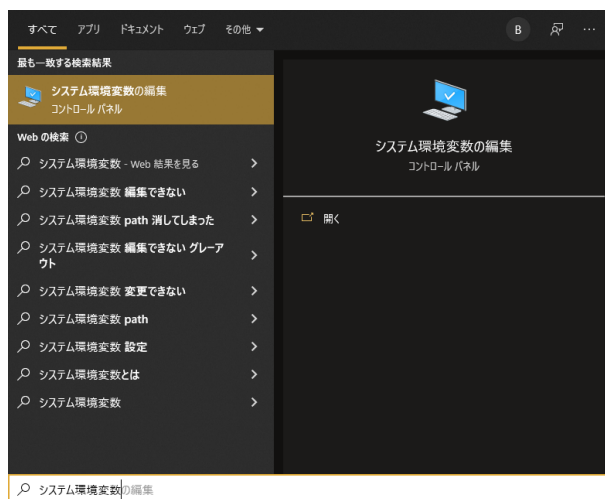 すべて アプリ ドキュメント ウェブ その他
B
最も一致する検索結果
システム環境変数の編集
コントロール パネル
Web の検索
システム環境変数 - Web 結果を見る
システム環境変数 編集できない
システム環境変数 path 消してしまった
システム環境変数 編集できない グレーア
ウト
システム環境変数 変更できない
システム環境変数 path
システム環境変数 設定
システム環境変数とは
システム環境変数
システム環境変数の編集
コントロール パネル
開く
システム環境変数の編集